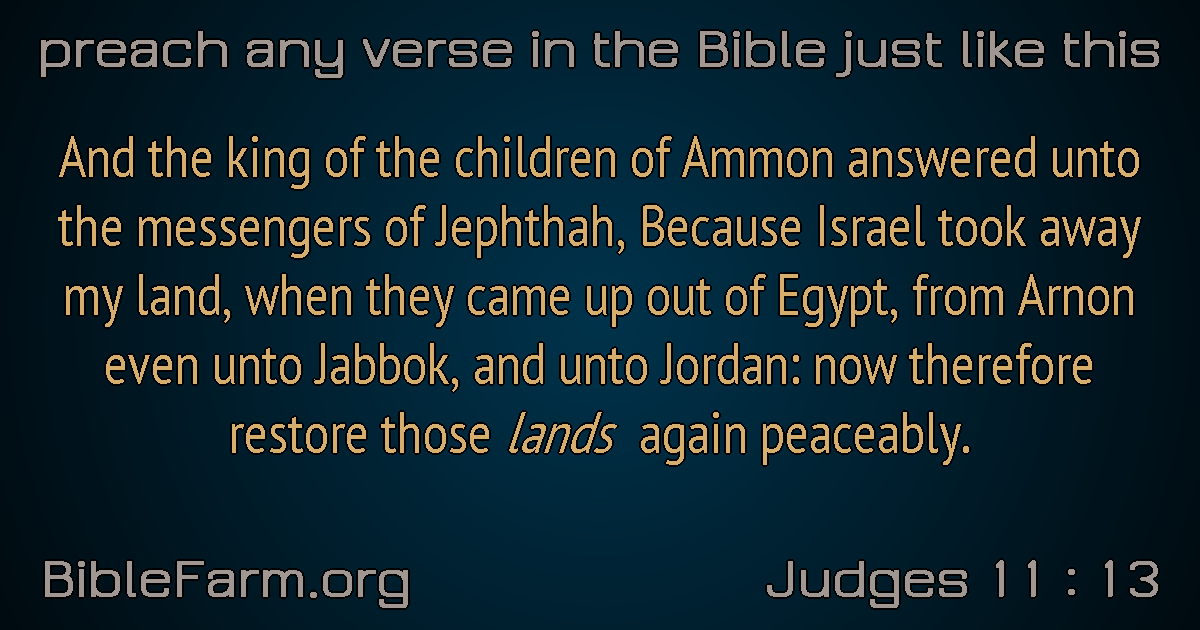 preach any verse in the Bible just like this
And the king of the children of Ammon answered unto
the messengers of Jephthah, Because Israel took away
my land, when they came up out of Egypt, from Arnon
even unto Jabbok, and unto Jordan: now therefore
restore those lands again peaceably.
BibleFarm.org
Judges 11 : 13